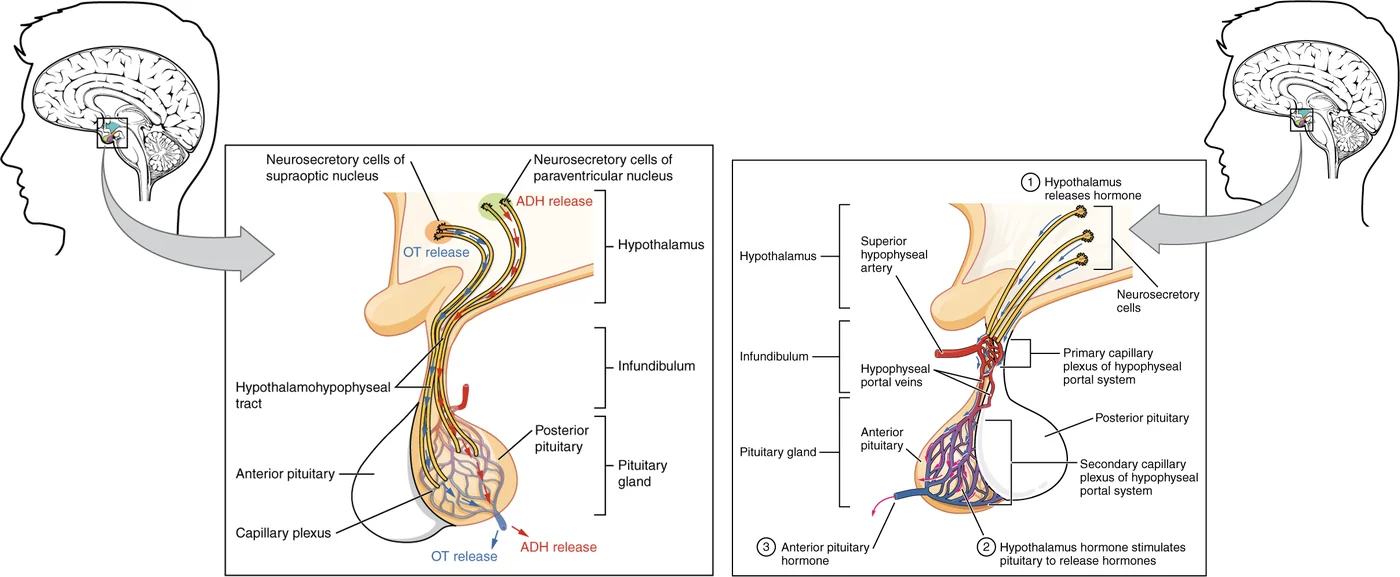 Neurosecretory cells of
supraoptic nucleus
Neurosecretory cells of
paraventricular nucleus
ADH release
OT release
Hypothalamus
Infundibulum
Hypothalamohypophyseal
tract
Posterior
pituitary
Anterior pituitary
Pituitary
gland
Capillary plexus
OT release
ADH release
1 Hypothalamus
releases hormone
Superior
hypophyseal
artery
Hypothalamus
Neurosecretory
cells
Infundibulum
Primary capillary
plexus of hypophyseal
portal system
Hypophyseal
portal veins
Posterior pituitary
Anterior
pituitary
Pituitary gland
Secondary capillary
plexus of hypophyseal
portal system
3 Anterior pituitary
hormone
2 Hypothalamus hormone stimulates
pituitary to release hormones